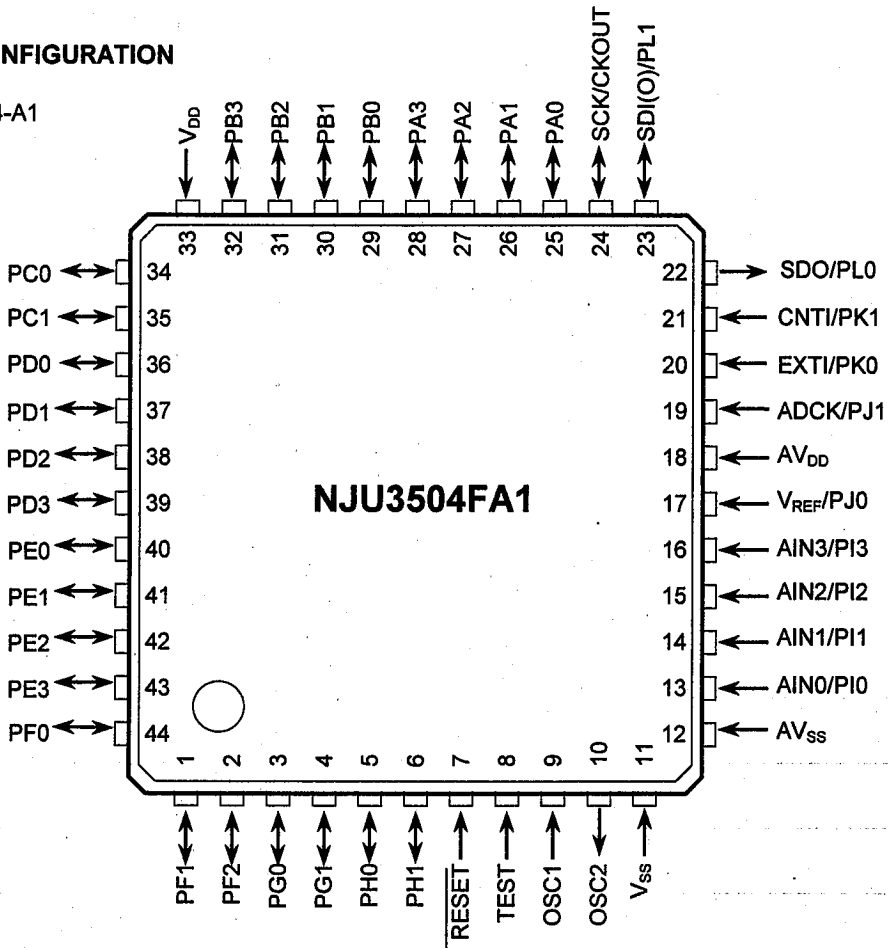 NFIGURATION
-A1
V_DD
PB3
PB2
PB1
PB0
PA3
PA2
PA1
PA0
SCK/CKOUT
SDI(O)/PL1
33
32
31
30
29
28
27
26
25
24
23
PC0 34
PC1 35
PD0 36
PD1 37
PD2 38
PD3 39
PE0 40
PE1 41
PE2 42
PE3 43
PF0 44
NJU3504FA1
22 SDO/PL0
21 CNTI/PK1
20 EXTI/PK0
19 ADCK/PJ1
18 AV_DD
17 V_REF/PJ0
16 AIN3/PI3
15 AIN2/PI2
14 AIN1/PI1
13 AIN0/PI0
12 AV_SS
1
2
3
4
5
6
7
8
9
10
11
PF1
PF2
PG0
PG1
PH0
PH1
RESET
TEST
OSC1
OSC2
V_SS